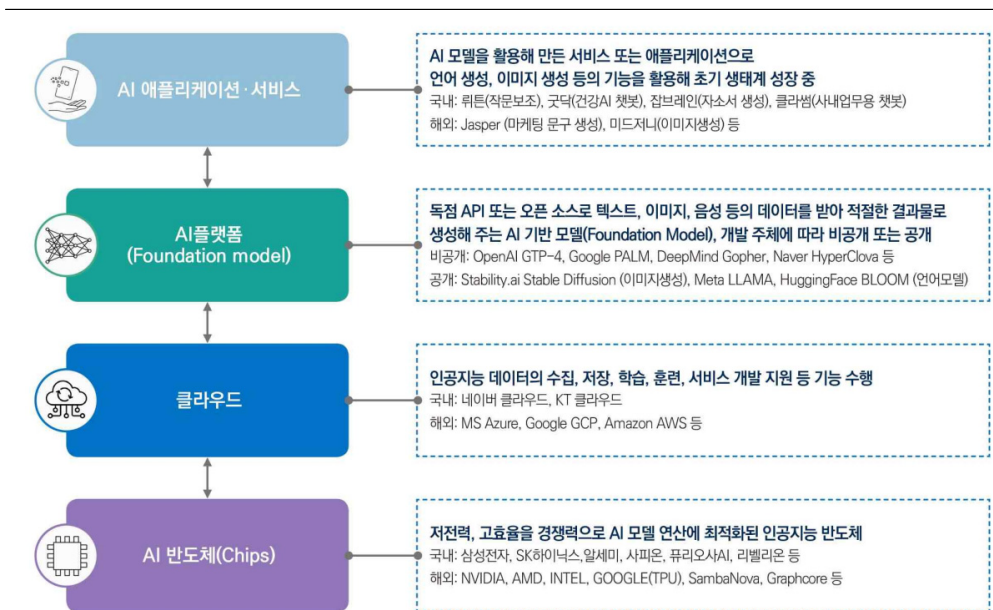 AI 애플리케이션·서비스
AI 모델을 활용해 만든 서비스 또는 애플리케이션으로
언어 생성, 이미지 생성 등의 기능을 활용해 초기 생태계 성장 중
국내: 뤼튼(작문보조), 굿닥(건강AI 챗봇), 잡브레인(자소서 생성), 클라썸(사내업무용 챗봇)
해외: Jasper (마케팅 문구 생성), 미드저니(이미지생성) 등
AI플랫폼
(Foundation model)
독점 API 또는 오픈 소스로 텍스트, 이미지, 음성 등의 데이터를 받아 적절한 결과물로
생성해 주는 AI 기반 모델(Foundation Model), 개발 주체에 따라 비공개 또는 공개
비공개: OpenAI GTP-4, Google PALM, DeepMind Gopher, Naver HyperClova 등
공개: Stability.ai Stable Diffusion (이미지생성), Meta LLAMA, HuggingFace BLOOM (언어모델)
클라우드
인공지능 데이터의 수집, 저장, 학습, 훈련, 서비스 개발 지원 등 기능 수행
국내: 네이버 클라우드, KT 클라우드
해외: MS Azure, Google GCP, Amazon AWS 등
AI 반도체(Chips)
저전력, 고효율을 경쟁력으로 AI 모델 연산에 최적화된 인공지능 반도체
국내: 삼성전자, SK하이닉스,알세미, 사피온, 퓨리오사AI, 리벨리온 등
해외: NVIDIA, AMD, INTEL, GOOGLE(TPU), SambaNova, Graphcore 등